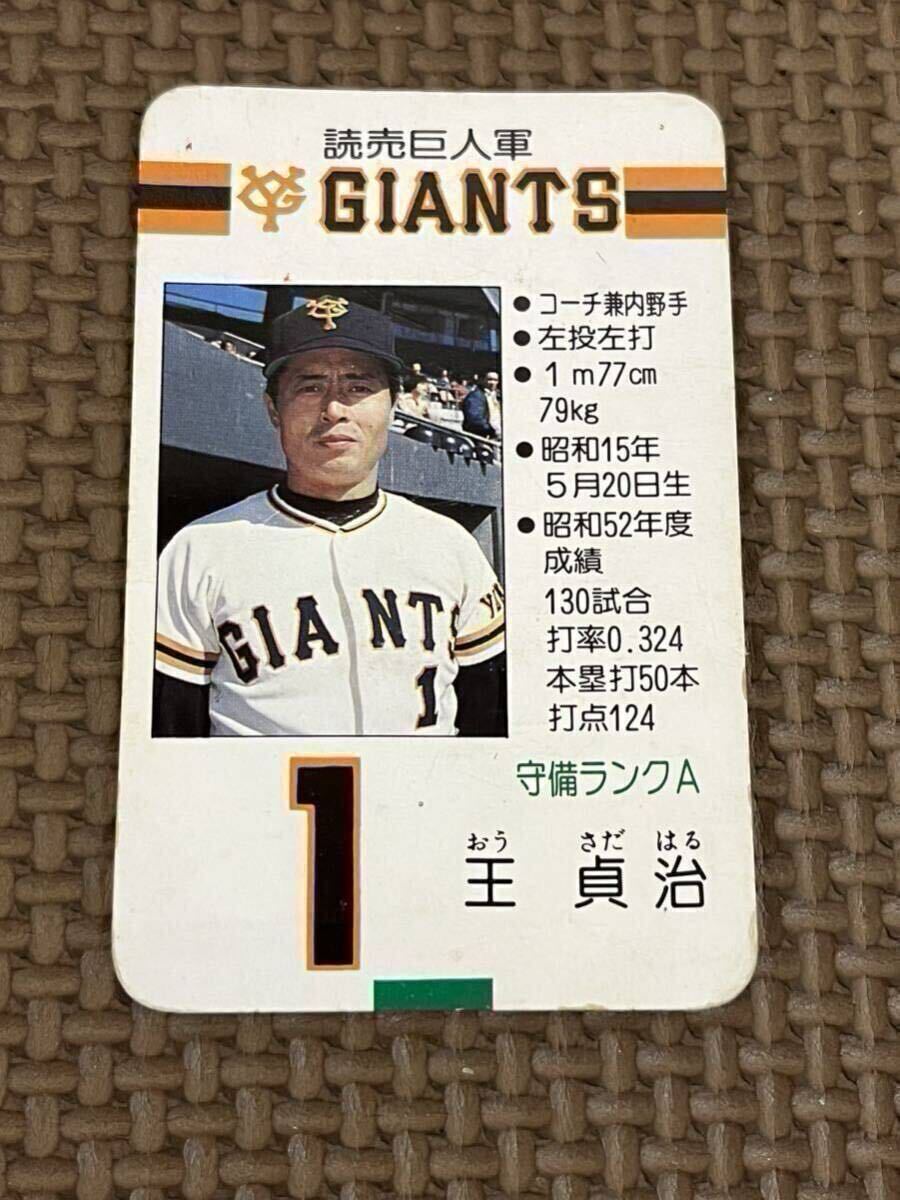 読売巨人軍
YG GIANTS
YG
GIANTS
1
● コーチ兼内野手
● 左投左打
● 1m77cm
79kg
● 昭和15年
5月20日生
● 昭和52年度
成績
130試合
打率0.324
本塁打50本
打点124
守備ランクA
1
おう さだ はる
王 貞治